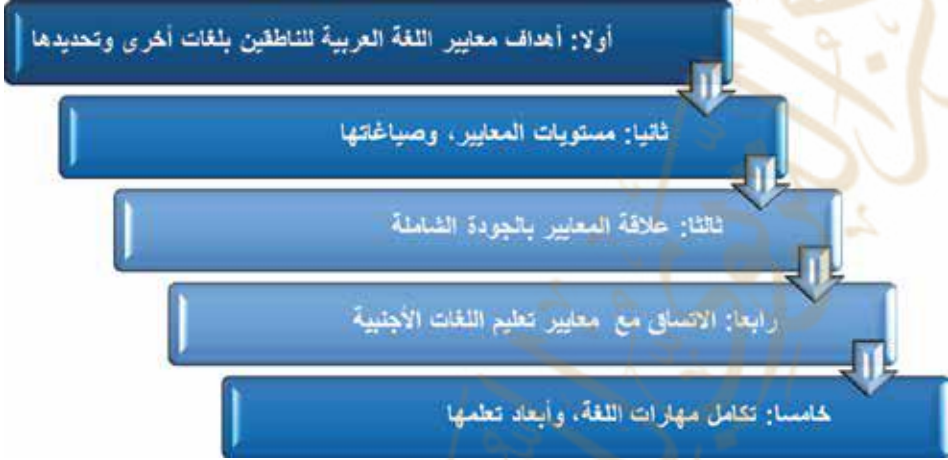 أولا: أهداف معايير اللغة العربية للناطقين بلغات أخرى وتحديدها
ثانيا: مستويات المعايير، وصياغاتها
ثالثا: علاقة المعايير بالجودة الشاملة
رابعا: الاتساق مع معايير تعليم اللغات الأجنبية
خامسا: تكامل مهارات اللغة، وأبعاد تعلمها